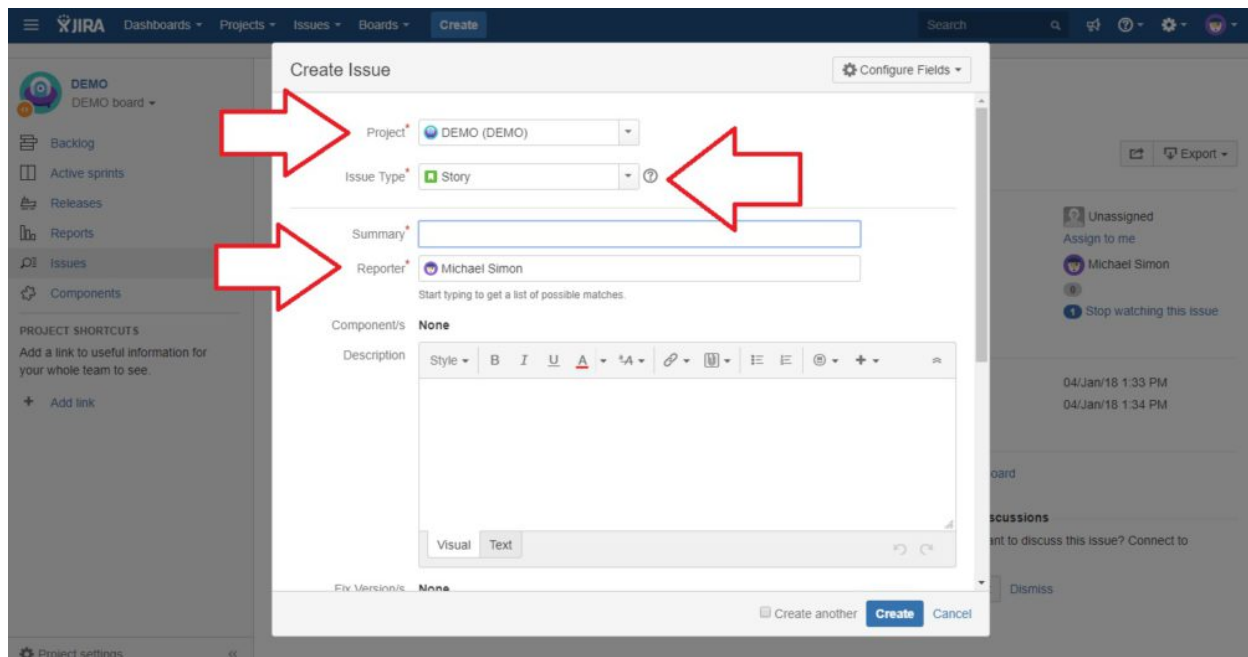 JIRA Dashboards Projects Issues Boards Create Search
DEMO
DEMO board
Backlog
Active sprints
Releases
Reports
Issues
Components
PROJECT SHORTCUTS
Add a link to useful information for
your whole team to see.
+ Add link
Project settings
Create Issue
Configure Fields
Project* DEMO (DEMO)
Issue Type* Story
Summary*
Reporter* Michael Simon
Start typing to get a list of possible matches.
Component/s None
Description
Style B I U A
Visual Text
Fix Version/s None
Create another Create Cancel
Export
Unassigned
Assign to me
Michael Simon
0
1 Stop watching this issue
04/Jan/18 1:33 PM
04/Jan/18 1:34 PM
oard
scussions
ant to discuss this issue? Connect to
Dismiss